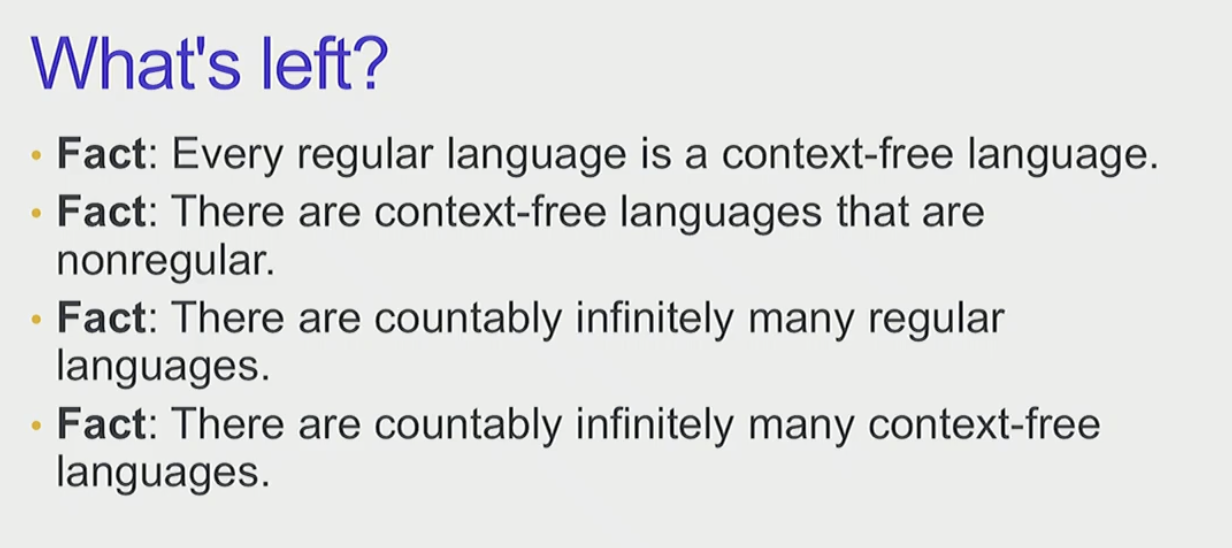 What's left?
• Fact: Every regular language is a context-free language.
• Fact: There are context-free languages that are
nonregular.
• Fact: There are countably infinitely many regular
languages.
• Fact: There are countably infinitely many context-free
languages.